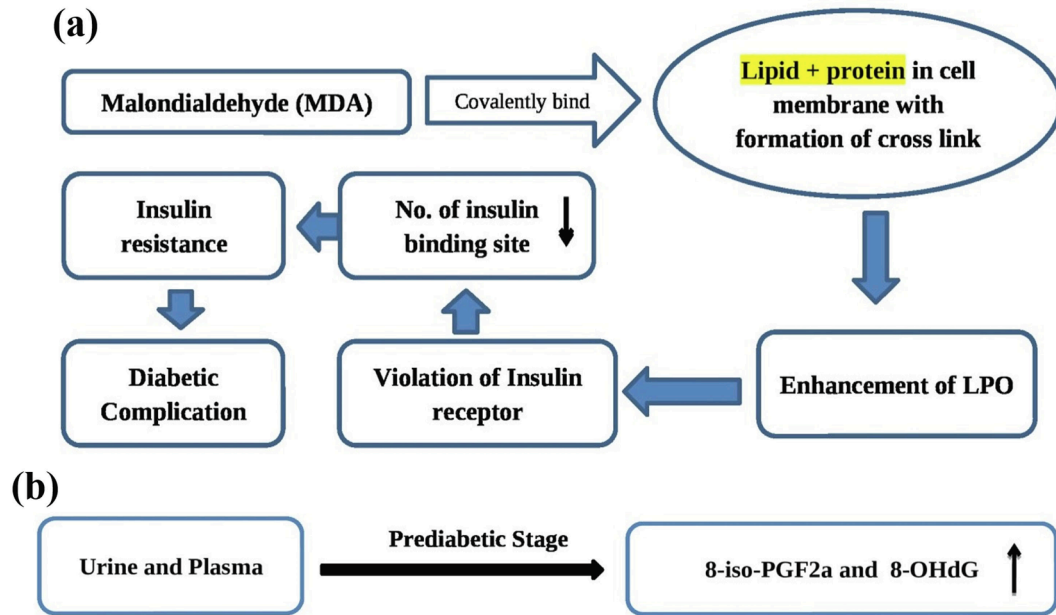 (a)
Malondialdehyde (MDA)
Covalently bind
Lipid + protein in cell
membrane with
formation of cross link
Insulin
resistance
No. of insulin
binding site
Diabetic
Complication
Violation of Insulin
receptor
Enhancement of LPO
(b)
Urine and Plasma
Prediabetic Stage
8-iso-PGF2a and 8-OHdG